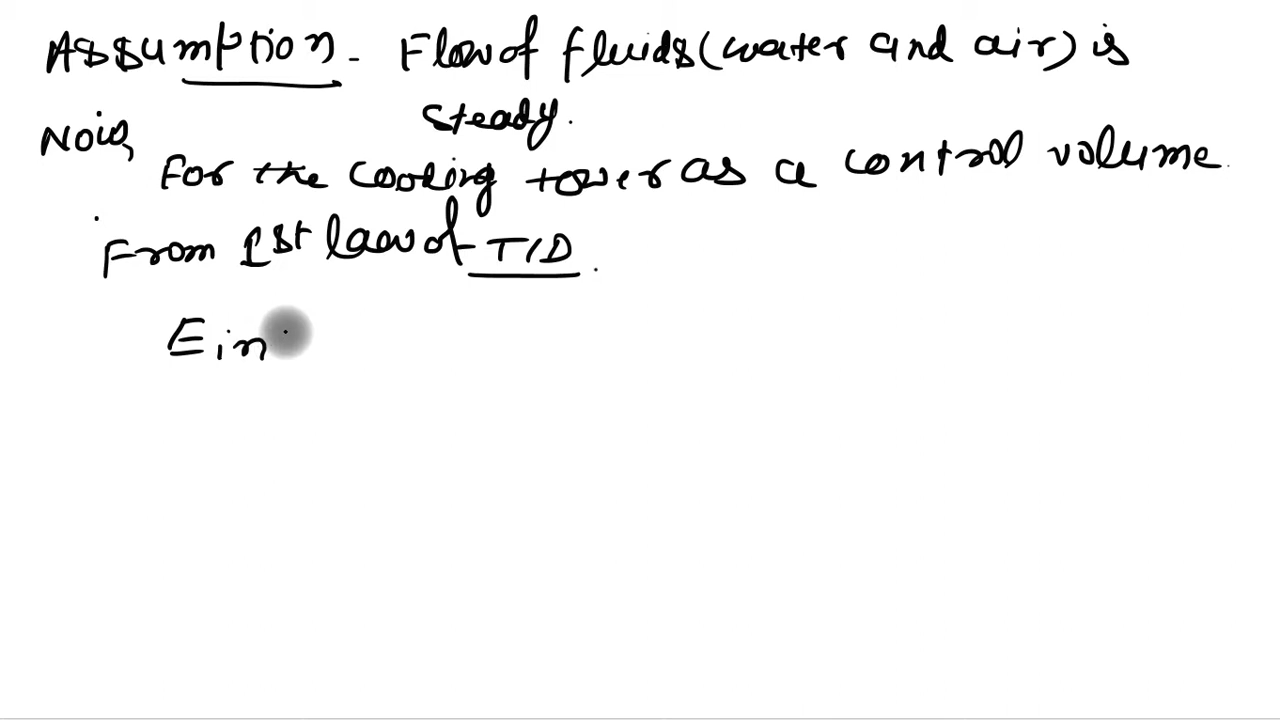 Assumption - Flow of fluids (water and air) is
steady.
Now,
For the cooling tower as a control volume
From 1st law of T/D.
Ein